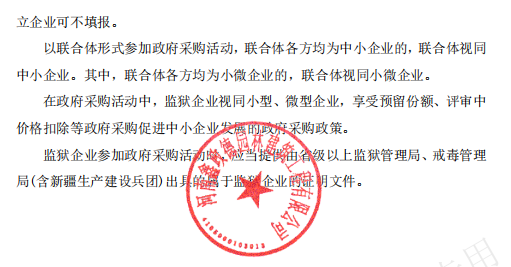 立企业可不填报。
以联合体形式参加政府采购活动，联合体各方均为中小企业的，联合体视同
中小企业。其中，联合体各方均为小微企业的，联合体视同小微企业。
在政府采购活动中，监狱企业视同小型、微型企业，享受预留份额、评审中
价格扣除等政府采购促进中小企业发展的政府采购政策。
监狱企业参加政府采购活动时，应当提供由省级以上监狱管理局、戒毒管理
局(含新疆生产建设兵团)出具的属于监狱企业的证明文件。